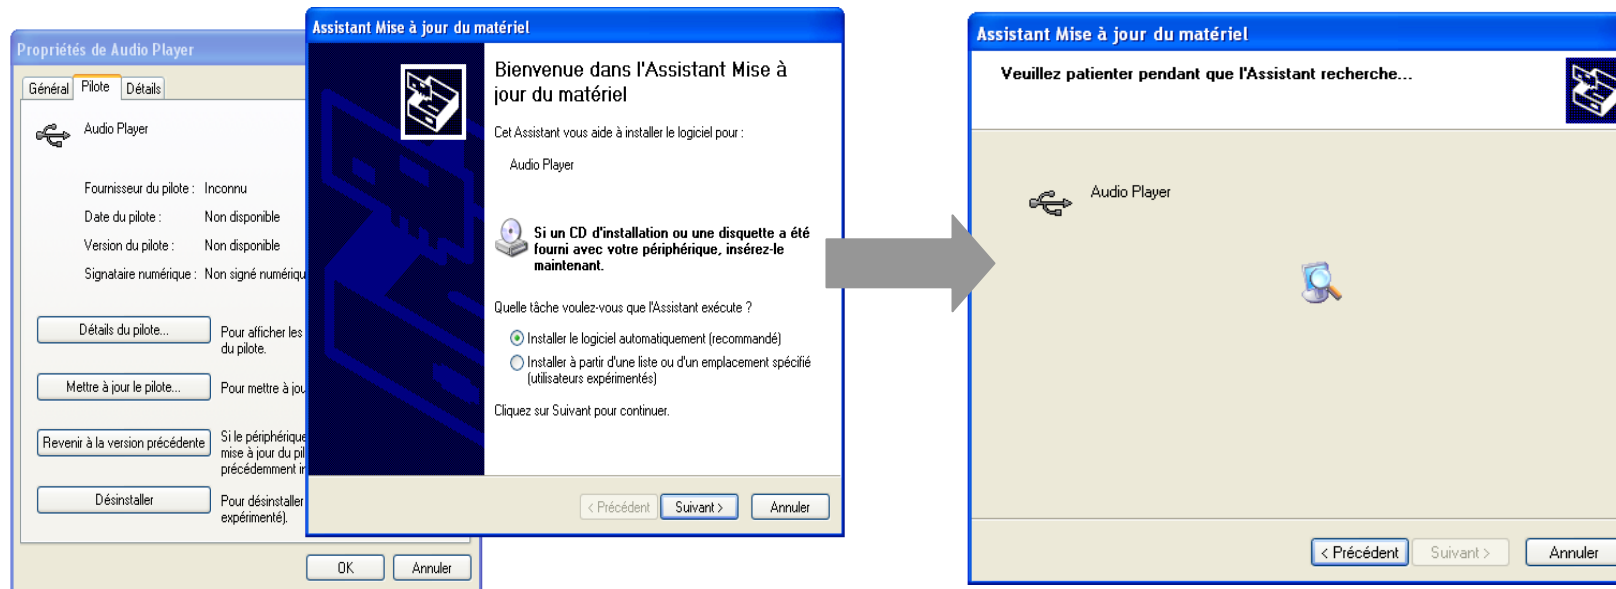 Propriétés de Audio Player
Général
Pilote
Détails
Audio Player
Fournisseur du pilote : Inconnu
Date du pilote : Non disponible
Version du pilote : Non disponible
Signataire numérique : Non signé
Détails du pilote...
Pour afficher les
du pilote.
Mettre à jour le pilote...
Pour mettre à
Revenir à la version précédente
Si le périphérique
mise à jour du
précédemment
Désinstaller
Pour désinstaller
expérimenté).
OK
Annuler
Assistant Mise à jour du matériel
Bienvenue dans l'Assistant Mise à
jour du matériel
Cet Assistant vous aide à installer le logiciel pour :
Audio Player
Si un CD d'installation ou une disquette a été
fourni avec votre périphérique, insérez-le
maintenant.
Quelle tâche voulez-vous que l'Assistant exécute ?
Installer le logiciel automatiquement (recommandé)
Installer à partir d'une liste ou d'un emplacement spécifié
(utilisateurs expérimentés)
Cliquez sur Suivant pour continuer.
< Précédent
Suivant >
Annuler
Assistant Mise à jour du matériel
Veuillez patienter pendant que l'Assistant recherche...
Audio Player
< Précédent
Suivant >
Annuler